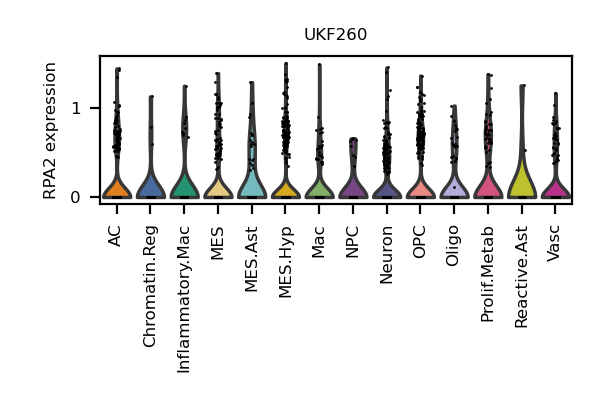 UKF260
RPA2 expression
1
0
AC
Chromatin.Reg
Inflammatory.Mac
MES
MES.Ast
MES.Hyp
Mac
NPC
Neuron
OPC
Oligo
Prolif.Metab
Reactive.Ast
Vasc